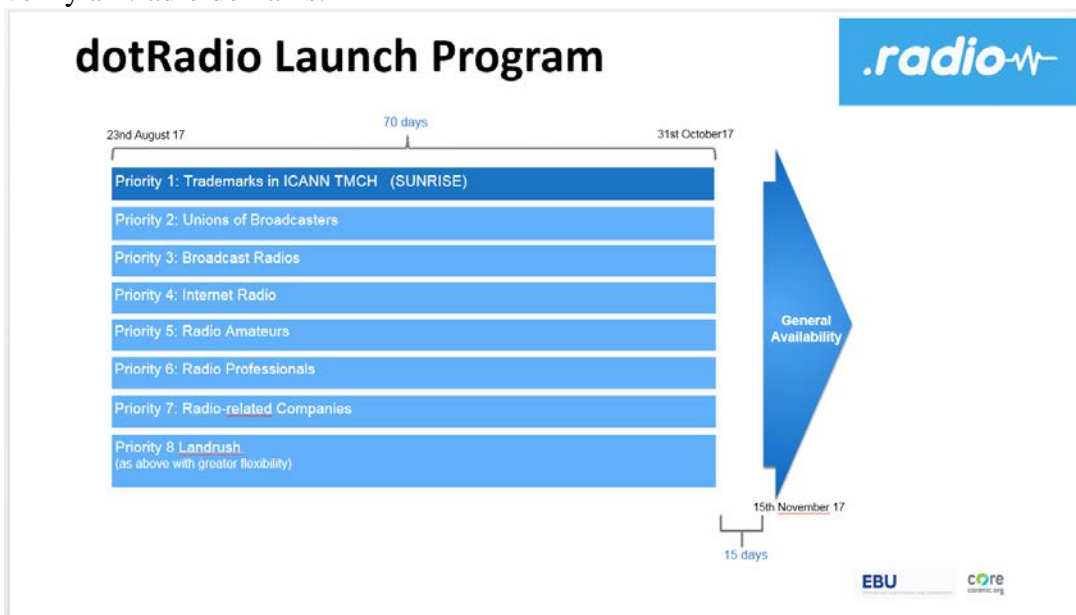 dotRadio Launch Program
.radio
70 days
23nd August 17
31st October17
Priority 1: Trademarks in ICANN TMCH (SUNRISE)
Priority 2: Unions of Broadcasters
Priority 3: Broadcast Radios
Priority 4: Internet Radio
Priority 5: Radio Amateurs
Priority 6: Radio Professionals
Priority 7: Radio-related Companies
Priority 8 Landrush
(as above with greater flexibility)
General
Availability
15th November 17
15 days
EBU
core
corenic.org